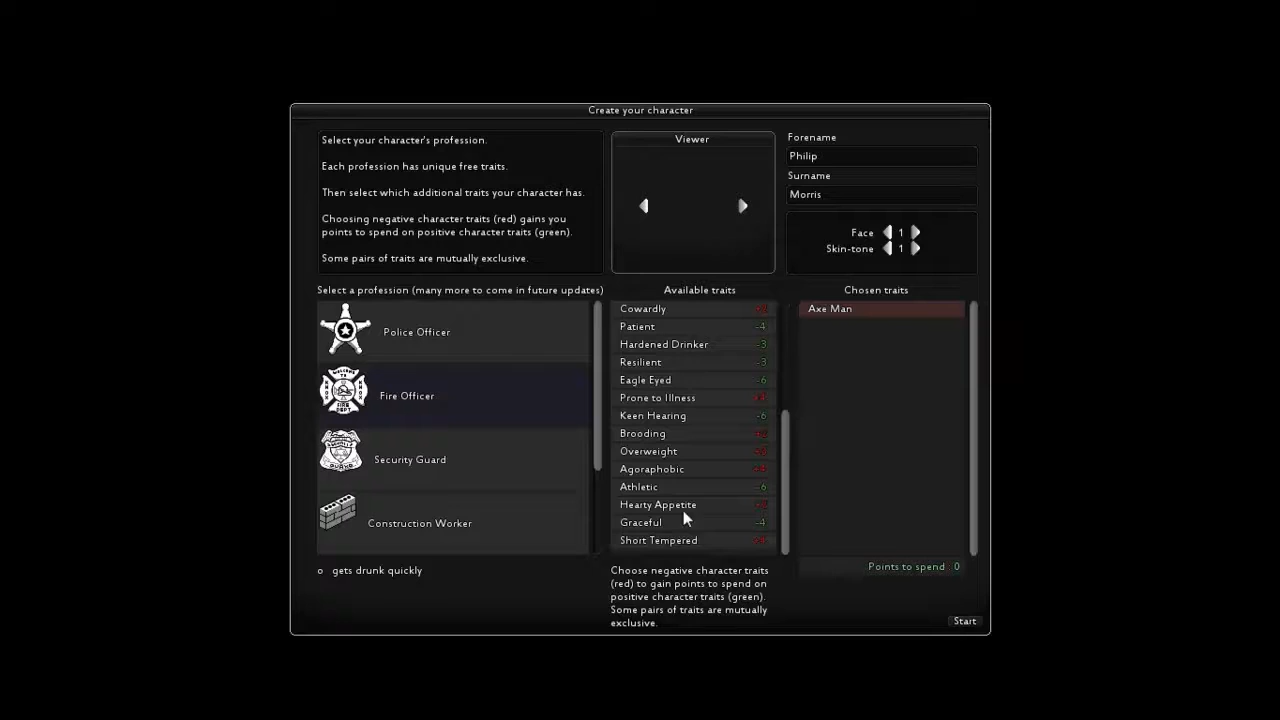 Create your character
Select your character's profession.
Each profession has unique free traits.
Then select which additional traits your character has.
Choosing negative character traits (red) gains you
points to spend on positive character traits (green).
Some pairs of traits are mutually exclusive.
Viewer
Forename
Philip
Surname
Morris
Face 1
Skin-tone 1
Select a profession (many more to come in future updates)
Police Officer
Fire Officer
Security Guard
Construction Worker
o gets drunk quickly
Available traits
Cowardly
Patient -4
Hardened Drinker -3
Resilient -3
Eagle Eyed -6
Prone to Illness
Keen Hearing -6
Brooding
Overweight
Agoraphobic
Athletic -6
Hearty Appetite
Graceful -4
Short Tempered
Choose negative character traits
(red) to gain points to spend on
positive character traits (green).
Some pairs of traits are mutually
exclusive.
Chosen traits
Axe Man
Points to spend 0
Start